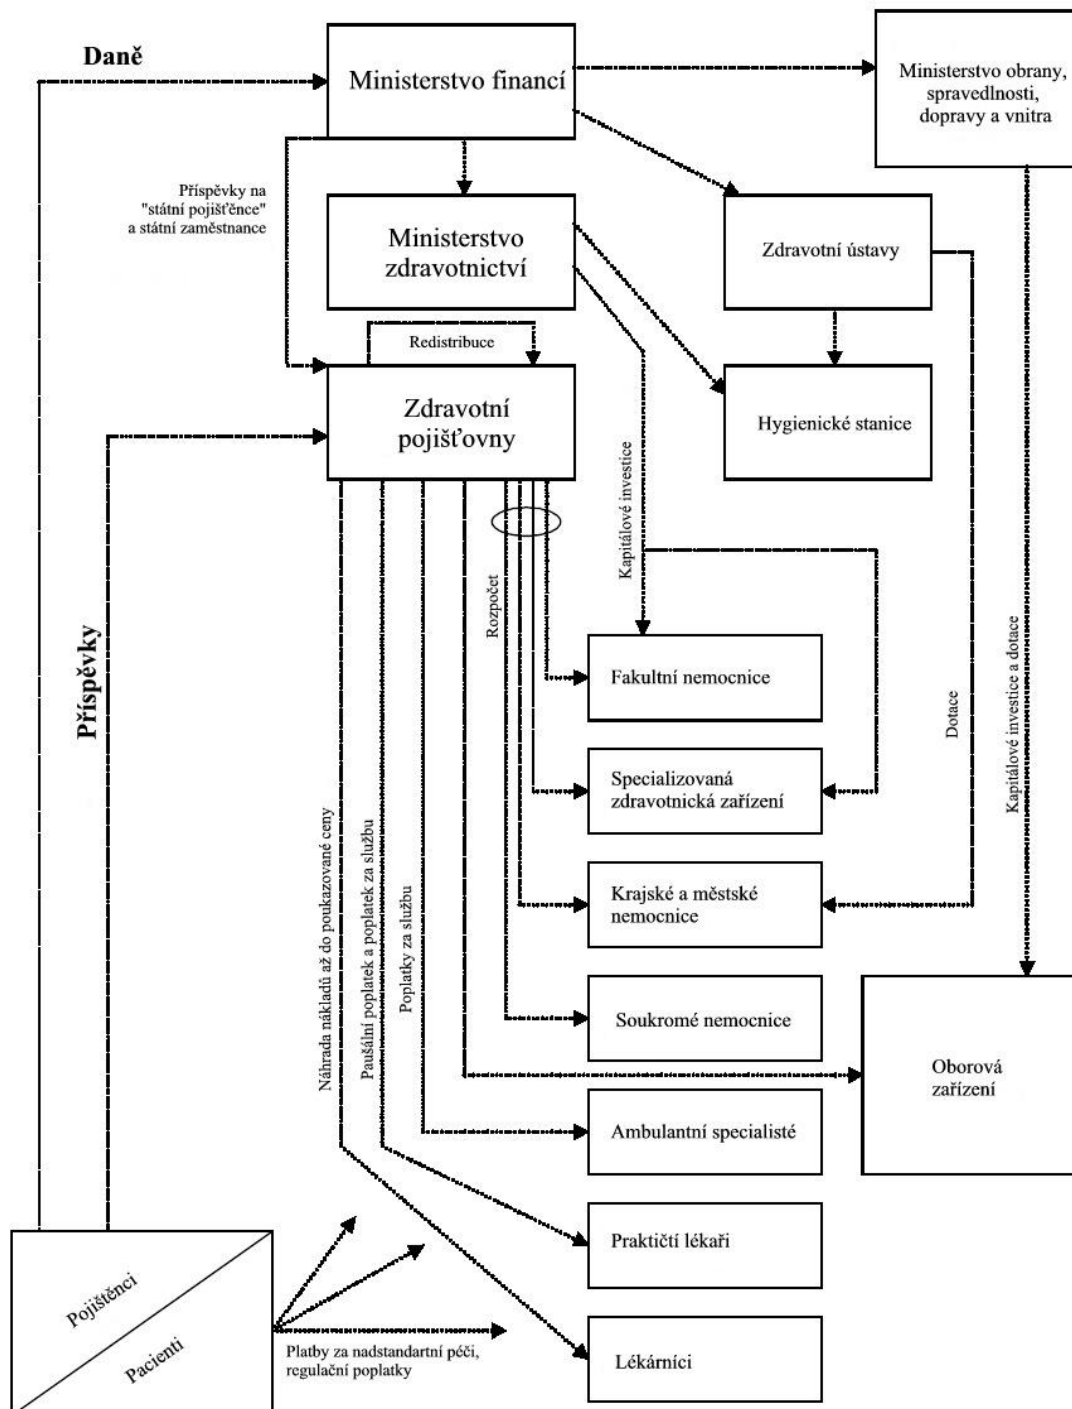 Daně
Ministerstvo financí
Ministerstvo obrany,
spravedlnosti,
dopravy a vnitra
Příspěvky na
"státní pojišťěnce"
a státní zaměstnance
Ministerstvo
zdravotnictví
Zdravotní ústavy
Redistribuce
Zdravotní
pojišťovny
Hygienické stanice
Kapitálové investice
Rozpočet
Příspěvky
Fakultní nemocnice
Dotace
Kapitálové investice a dotace
Specializovaná
zdravotnická zařízení
Náhrada nákladů až do poukazované ceny
Paušální poplatek a poplatek za službu
Poplatky za službu
Krajské a městské
nemocnice
Soukromé nemocnice
Oborová
zařízení
Ambulantní specialisté
Praktičtí lékaři
Pojištěnci
Pacienti
Platby za nadstandartní péči,
regulační poplatky
Lékárníci